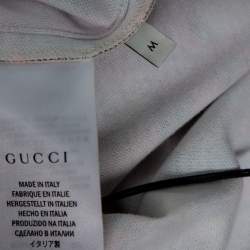 M
GUCCI
MADE IN ITALY
FABRIQUE EN ITALIE
HERGESTELLT IN ITALIEN
HECHO EN ITALIA
PRODUZIDO NA ITALIA
СДЕЛАНО В ИТАЛИИ
イタリア製